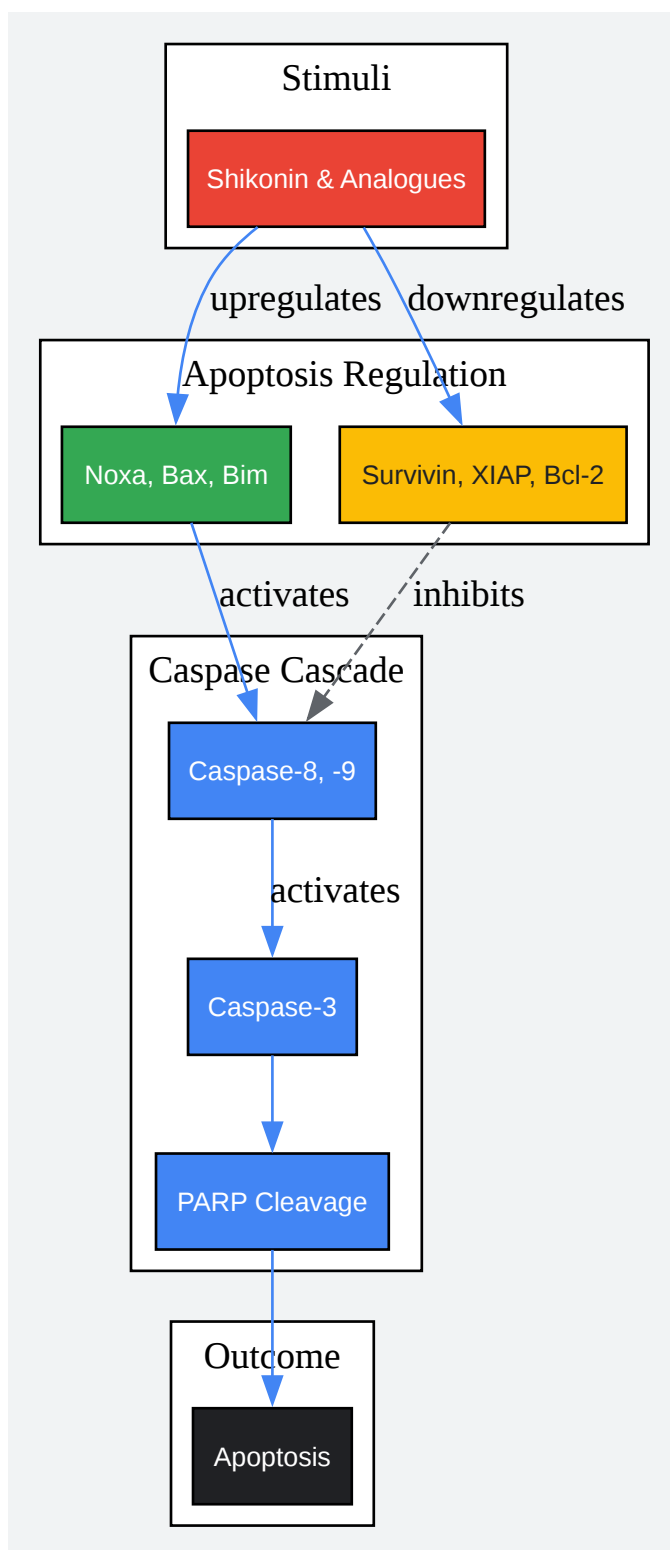 Stimuli
Shikonin & Analogues
upregulates
downregulates
Apoptosis Regulation
Noxa, Bax, Bim
Survivin, XIAP, Bcl-2
activates
inhibits
Caspase Cascade
Caspase-8, -9
activates
Caspase-3
PARP Cleavage
Outcome
Apoptosis